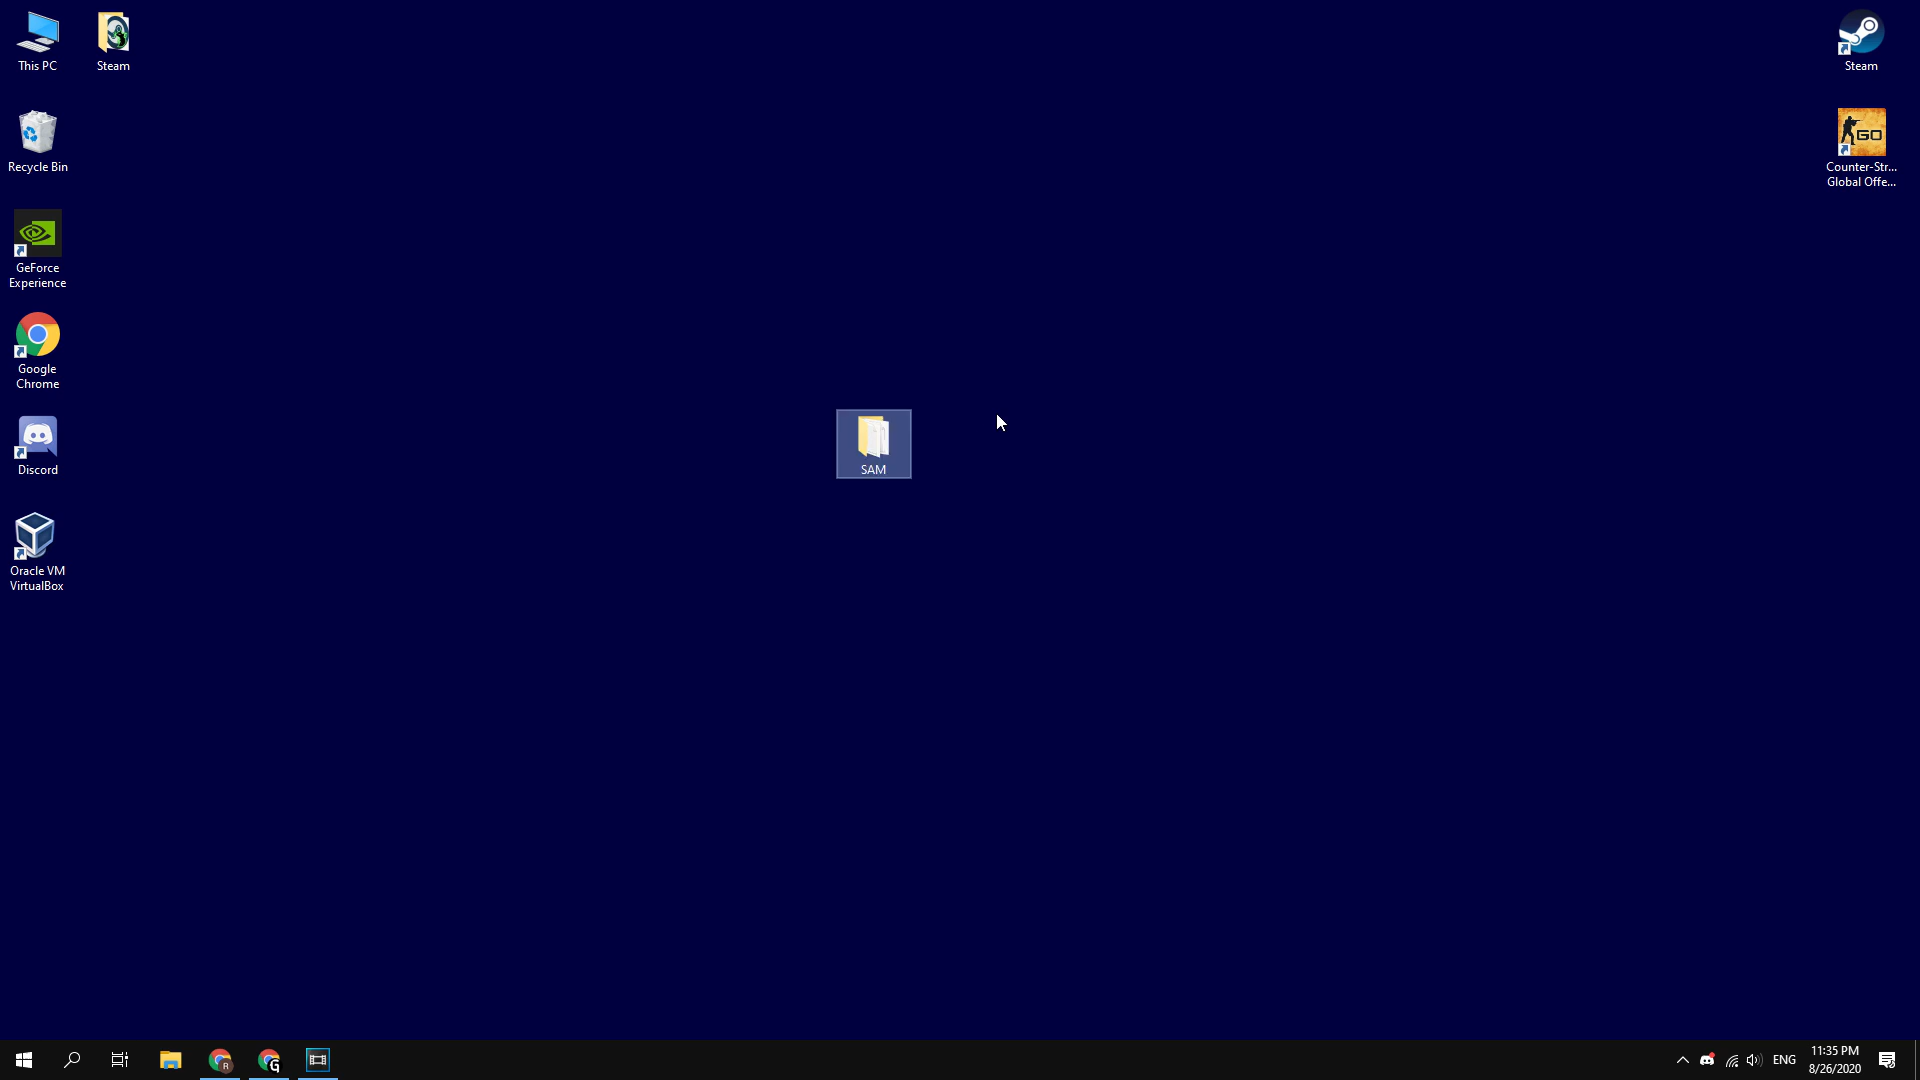 This PC
Steam
Recycle Bin
GeForce
Experience
Google
Chrome
Discord
Oracle VM
VirtualBox
SAM
Steam
GO
Counter-Str...
Global Offe...
R
G
ENG
11:35 PM
8/26/2020